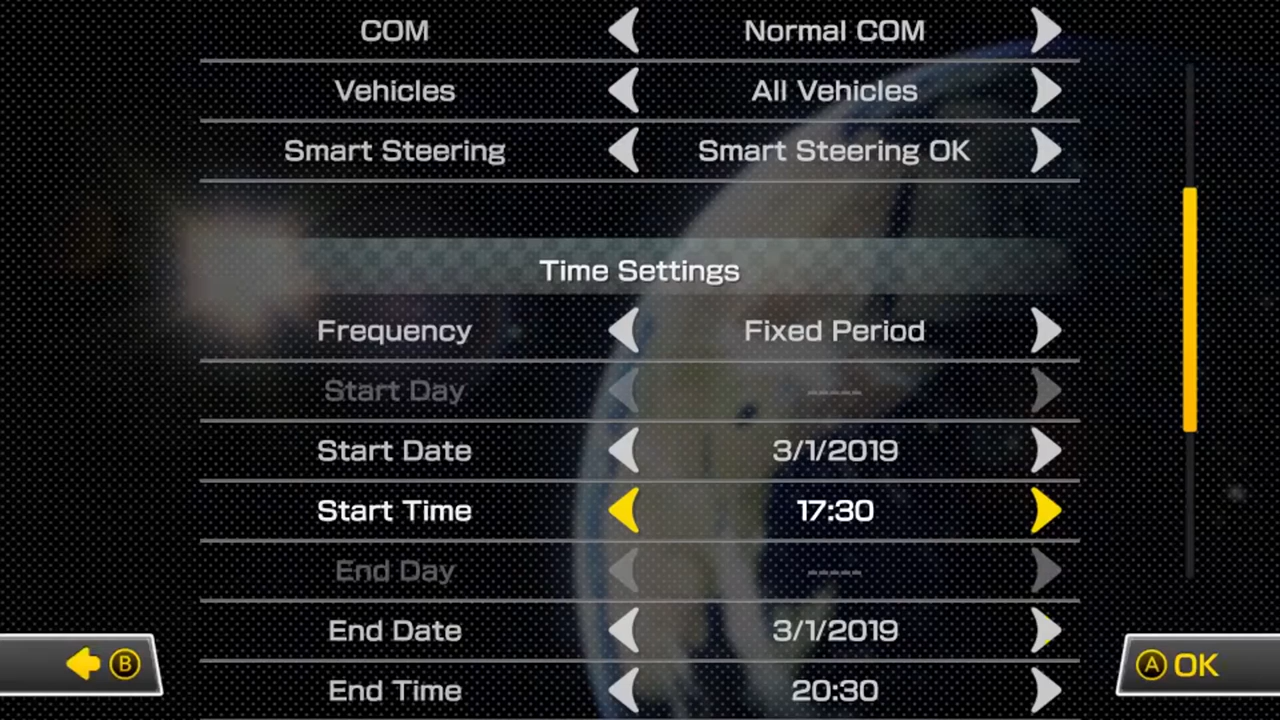 COM Normal COM
Vehicles All Vehicles
Smart Steering Smart Steering OK
Time Settings
Frequency Fixed Period
Start Day -----
Start Date 3/1/2019
Start Time 17:30
End Day -----
End Date 3/1/2019
B
A OK
End Time 20:30